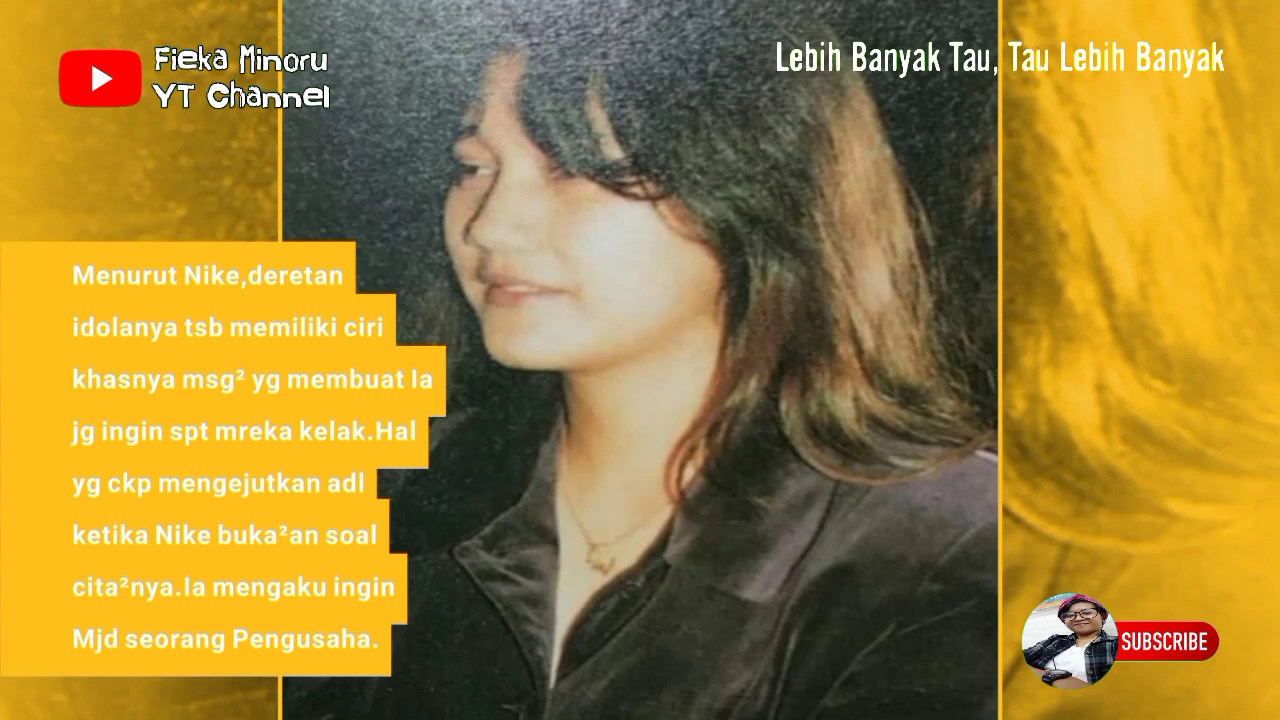 Fieka Minoru
YT Channel
Lebih Banyak Tau, Tau Lebih Banyak
Menurut Nike,deretan
idolanya tsb memiliki ciri
khasnya msg² yg membuat Ia
jg ingin spt mreka kelak.Hal
yg ckp mengejutkan adl
ketika Nike buka²an soal
cita²nya.Ia mengaku ingin
Mjd seorang Pengusaha.
SUBSCRIBE